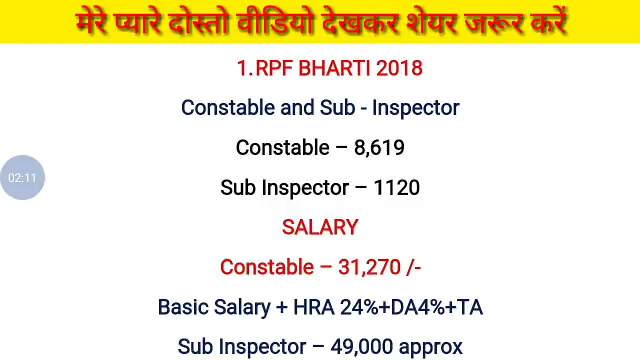 मेरे प्यारे दोस्तो वीडियो देखकर शेयर जरूर करें
1.RPF BHARTI 2018
Constable and Sub - Inspector
Constable – 8,619
02:11
Sub Inspector – 1120
SALARY
Constable – 31,270 /-
Basic Salary + HRA 24%+DA4%+TA
Sub Inspector – 49,000 approx